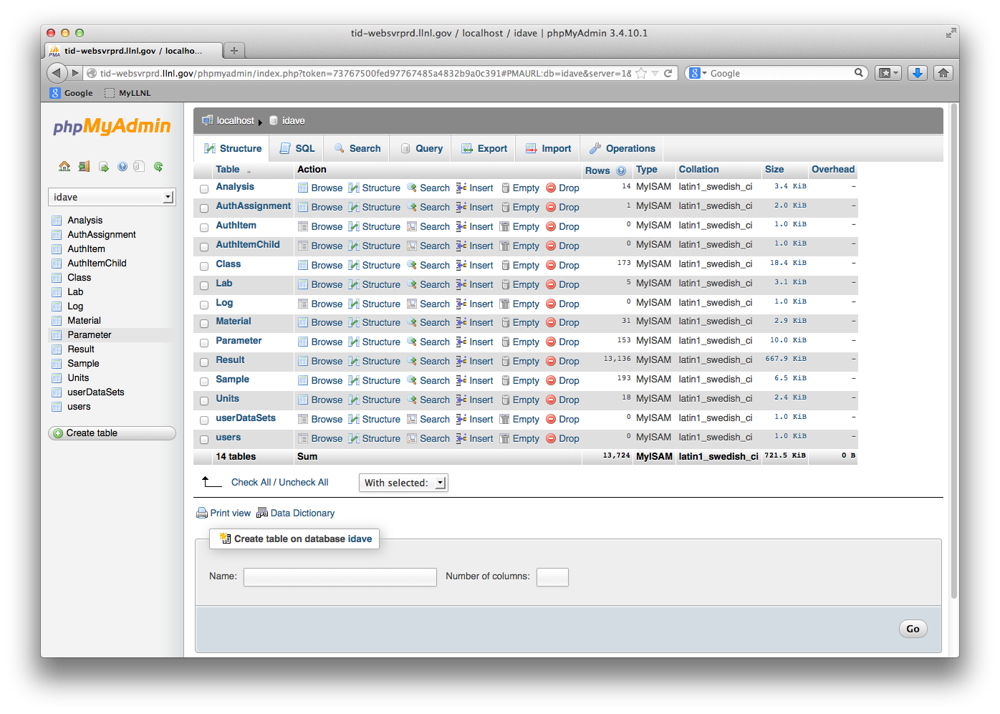 tid-websvrprd.llnl.gov / localhost / idave | phpMyAdmin 3.4.10.1
PMA tid-websvrprd.llnl.gov / localho... +
tid-websvrprd.llnl.gov/phpmyadmin/index.php?token=73767500fed97767485a4832b9a0c391#PMAURL:db=idave&server=1& Google
Google MyLLNL
phpMyAdmin
idave
Analysis
AuthAssignment
AuthItem
AuthItemChild
Class
Lab
Log
Material
Parameter
Result
Sample
Units
userDataSets
users
Create table
localhost idave
Structure SQL Search Query Export Import Operations
Table Action Rows Type Collation Size Overhead
Analysis Browse Structure Search Insert Empty Drop 14 MyISAM latin1_swedish_ci 3.4 KiB -
AuthAssignment Browse Structure Search Insert Empty Drop 1 MyISAM latin1_swedish_ci 2.0 KiB -
AuthItem Browse Structure Search Insert Empty Drop 0 MyISAM latin1_swedish_ci 1.0 KiB -
AuthItemChild Browse Structure Search Insert Empty Drop 0 MyISAM latin1_swedish_ci 1.0 KiB -
Class Browse Structure Search Insert Empty Drop 173 MyISAM latin1_swedish_ci 18.4 KiB -
Lab Browse Structure Search Insert Empty Drop 5 MyISAM latin1_swedish_ci 3.1 KiB -
Log Browse Structure Search Insert Empty Drop 0 MyISAM latin1_swedish_ci 1.0 KiB -
Material Browse Structure Search Insert Empty Drop 31 MyISAM latin1_swedish_ci 2.9 KiB -
Parameter Browse Structure Search Insert Empty Drop 153 MyISAM latin1_swedish_ci 10.0 KiB -
Result Browse Structure Search Insert Empty Drop 13,136 MyISAM latin1_swedish_ci 667.9 KiB -
Sample Browse Structure Search Insert Empty Drop 193 MyISAM latin1_swedish_ci 6.5 KiB -
Units Browse Structure Search Insert Empty Drop 18 MyISAM latin1_swedish_ci 2.4 KiB -
userDataSets Browse Structure Search Insert Empty Drop 0 MyISAM latin1_swedish_ci 1.0 KiB -
users Browse Structure Search Insert Empty Drop 0 MyISAM latin1_swedish_ci 1.0 KiB -
14 tables Sum 13,724 MyISAM latin1_swedish_ci 721.5 KiB 0 B
Check All / Uncheck All With selected:
Print view Data Dictionary
Create table on database idave
Name: Number of columns:
Go